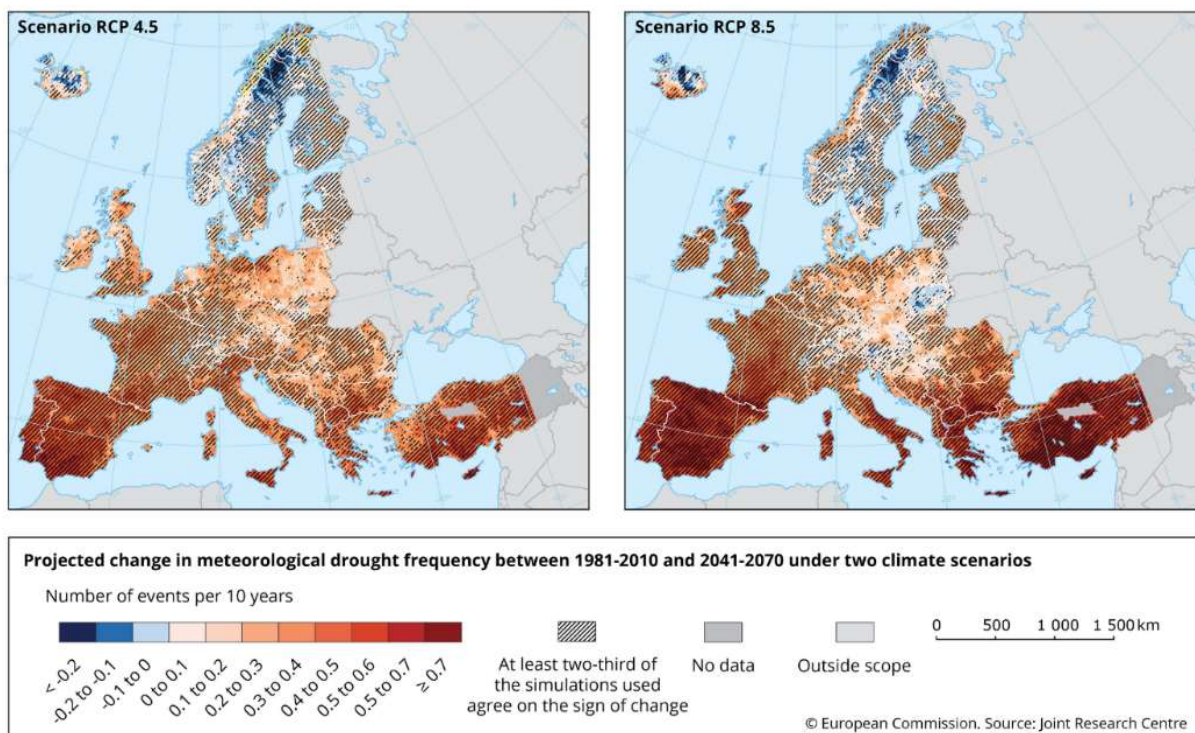 Scenario RCP 4.5
Scenario RCP 8.5
Projected change in meteorological drought frequency between 1981-2010 and 2041-2070 under two climate scenarios
Number of events per 10 years
< -0.2
-0.2 to -0.1
-0.1 to 0
0 to 0.1
0.1 to 0.2
0.2 to 0.3
0.3 to 0.4
0.4 to 0.5
0.5 to 0.6
0.5 to 0.7
≥ 0.7
At least two-third of
the simulations used
agree on the sign of change
No data
Outside scope
0 500 1 000 1 500 km
© European Commission. Source: Joint Research Centre